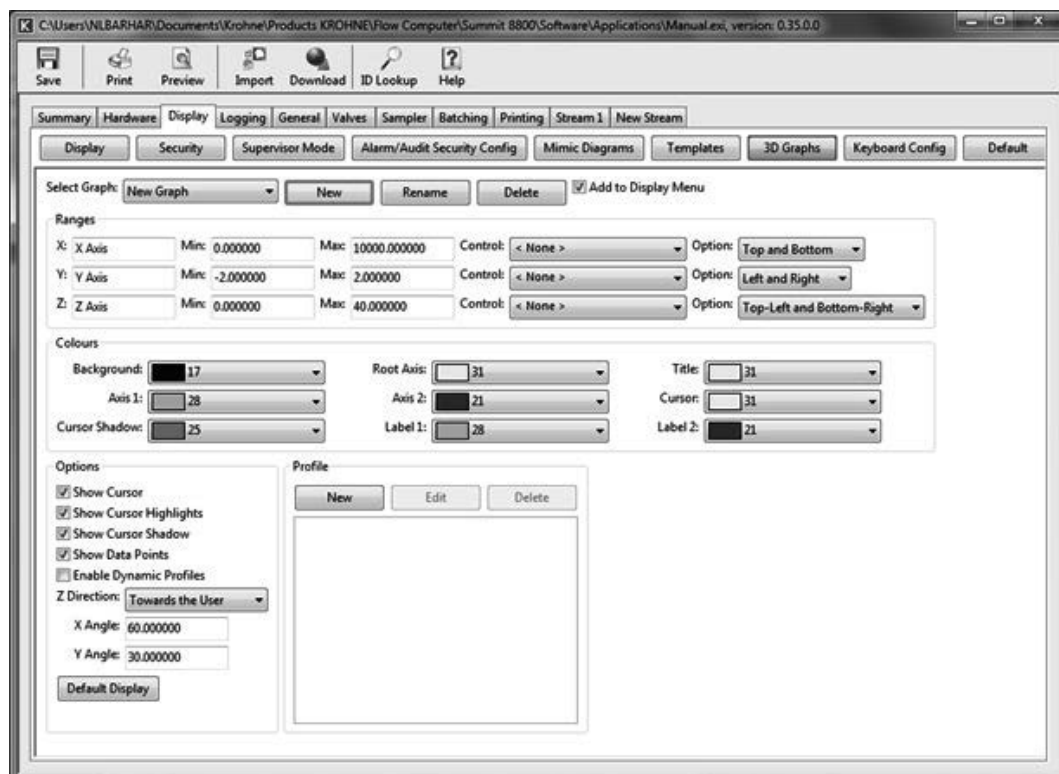 C:\Users\NLBARHAR\Documents\Krohne\Products KROHNE\Flow Computer\Summit 8800\Software\Applications\Manual.exi, version: 0.35.0.0
Save Print Preview Import Download ID Lookup Help
Summary Hardware Display Logging General Valves Sampler Batching Printing Stream 1 New Stream
Display Security Supervisor Mode Alarm/Audit Security Config Mimic Diagrams Templates 3D Graphs Keyboard Config Default
Select Graph: New Graph New Rename Delete Add to Display Menu
Ranges
X: X Axis Min: 0.000000 Max: 10000.000000 Control: < None > Option: Top and Bottom
Y: Y Axis Min: -2.000000 Max: 2.000000 Control: < None > Option: Left and Right
Z: Z Axis Min: 0.000000 Max: 40.000000 Control: < None > Option: Top-Left and Bottom-Right
Colours
Background: 17 Root Axis: 31 Title: 31
Axis 1: 28 Axis 2: 21 Cursor: 31
Cursor Shadow: 25 Label 1: 28 Label 2: 21
Options Profile
Show Cursor New Edit Delete
Show Cursor Highlights
Show Cursor Shadow
Show Data Points
Enable Dynamic Profiles
Z Direction: Towards the User
X Angle: 60.000000
Y Angle: 30.000000
Default Display